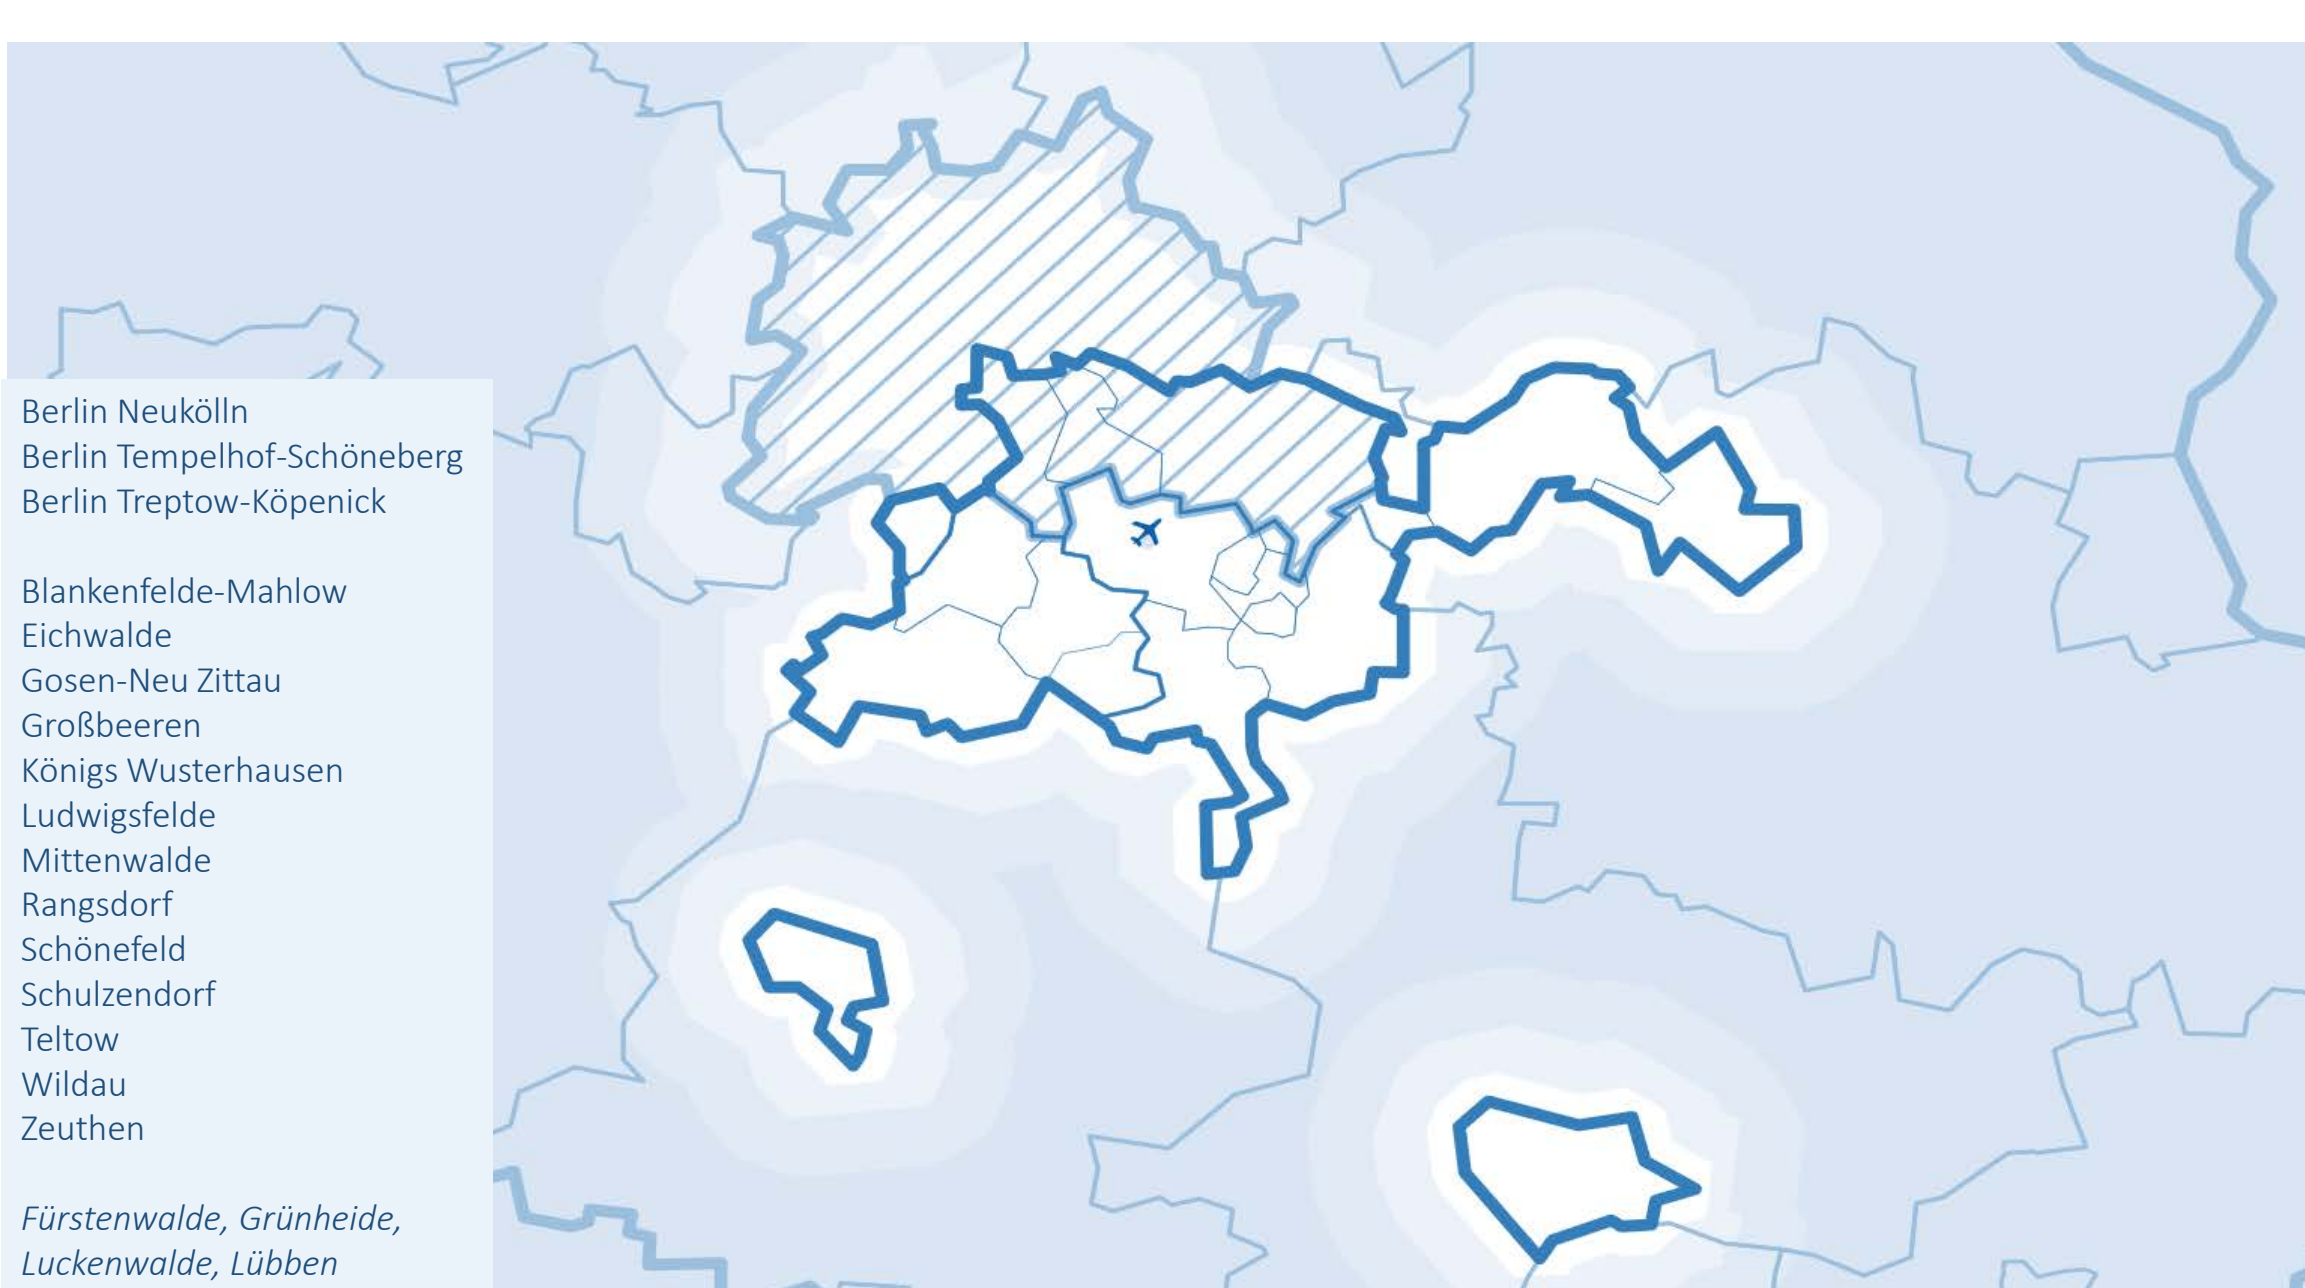 Berlin Neukölln
Berlin Tempelhof-Schöneberg
Berlin Treptow-Köpenick
Blankenfelde-Mahlow
Eichwalde
Gosen-Neu Zittau
Großbeeren
Königs Wusterhausen
Ludwigsfelde
Mittenwalde
Rangsdorf
Schönefeld
Schulzendorf
Teltow
Wildau
Zeuthen
Fürstenwalde, Grünheide,
Luckenwalde, Lübben